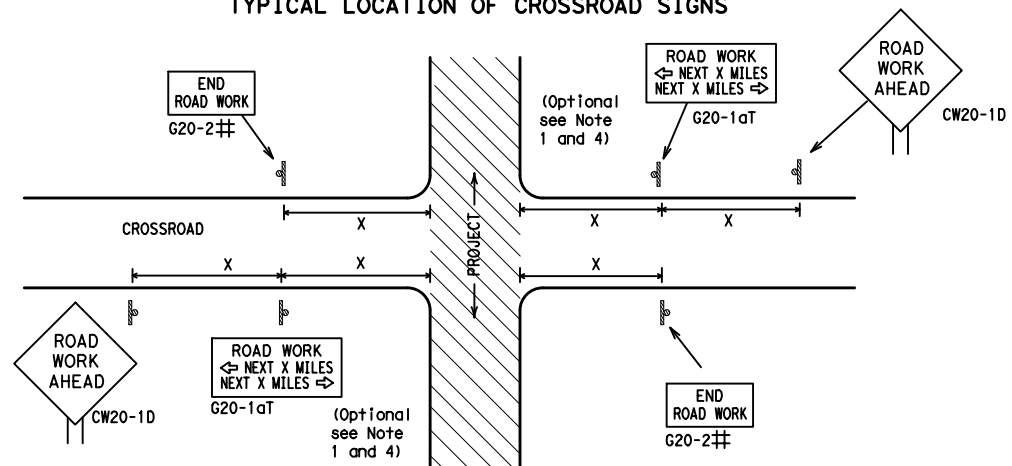 TYPICAL LOCATION OF CROSSROAD SIGNS
END
ROAD WORK
G20-2#
(Optional
see Note
1 and 4)
ROAD WORK
⇦ NEXT X MILES
NEXT X MILES ⇨
G20-1aT
ROAD
WORK
AHEAD
CW20-1D
CROSSROAD
X
X
X
PROJECT
X
X
X
ROAD
WORK
AHEAD
CW20-1D
ROAD WORK
⇦ NEXT X MILES
NEXT X MILES ⇨
G20-1aT
(Optional
see Note
1 and 4)
END
ROAD WORK
G20-2#